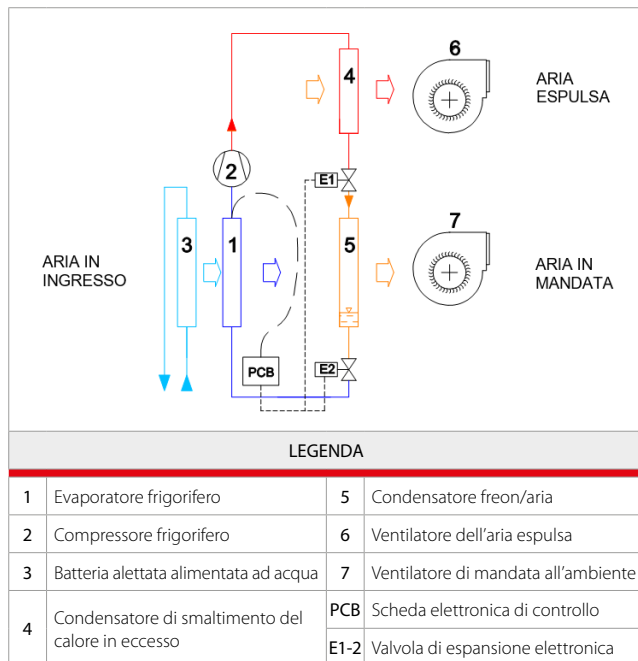 6
4
ARIA
ESPULSA
2
E1
7
3
1
5
ARIA IN
INGRESSO
ARIA IN
MANDATA
PCB
E2
LEGENDA
1 Evaporatore frigorifero
5 Condensatore freon/aria
2 Compressore frigorifero
6 Ventilatore dell'aria espulsa
3 Batteria alettata alimentata ad acqua
7 Ventilatore di mandata all'ambiente
4 Condensatore di smaltimento del
calore in eccesso
PCB Scheda elettronica di controllo
E1-2 Valvola di espansione elettronica